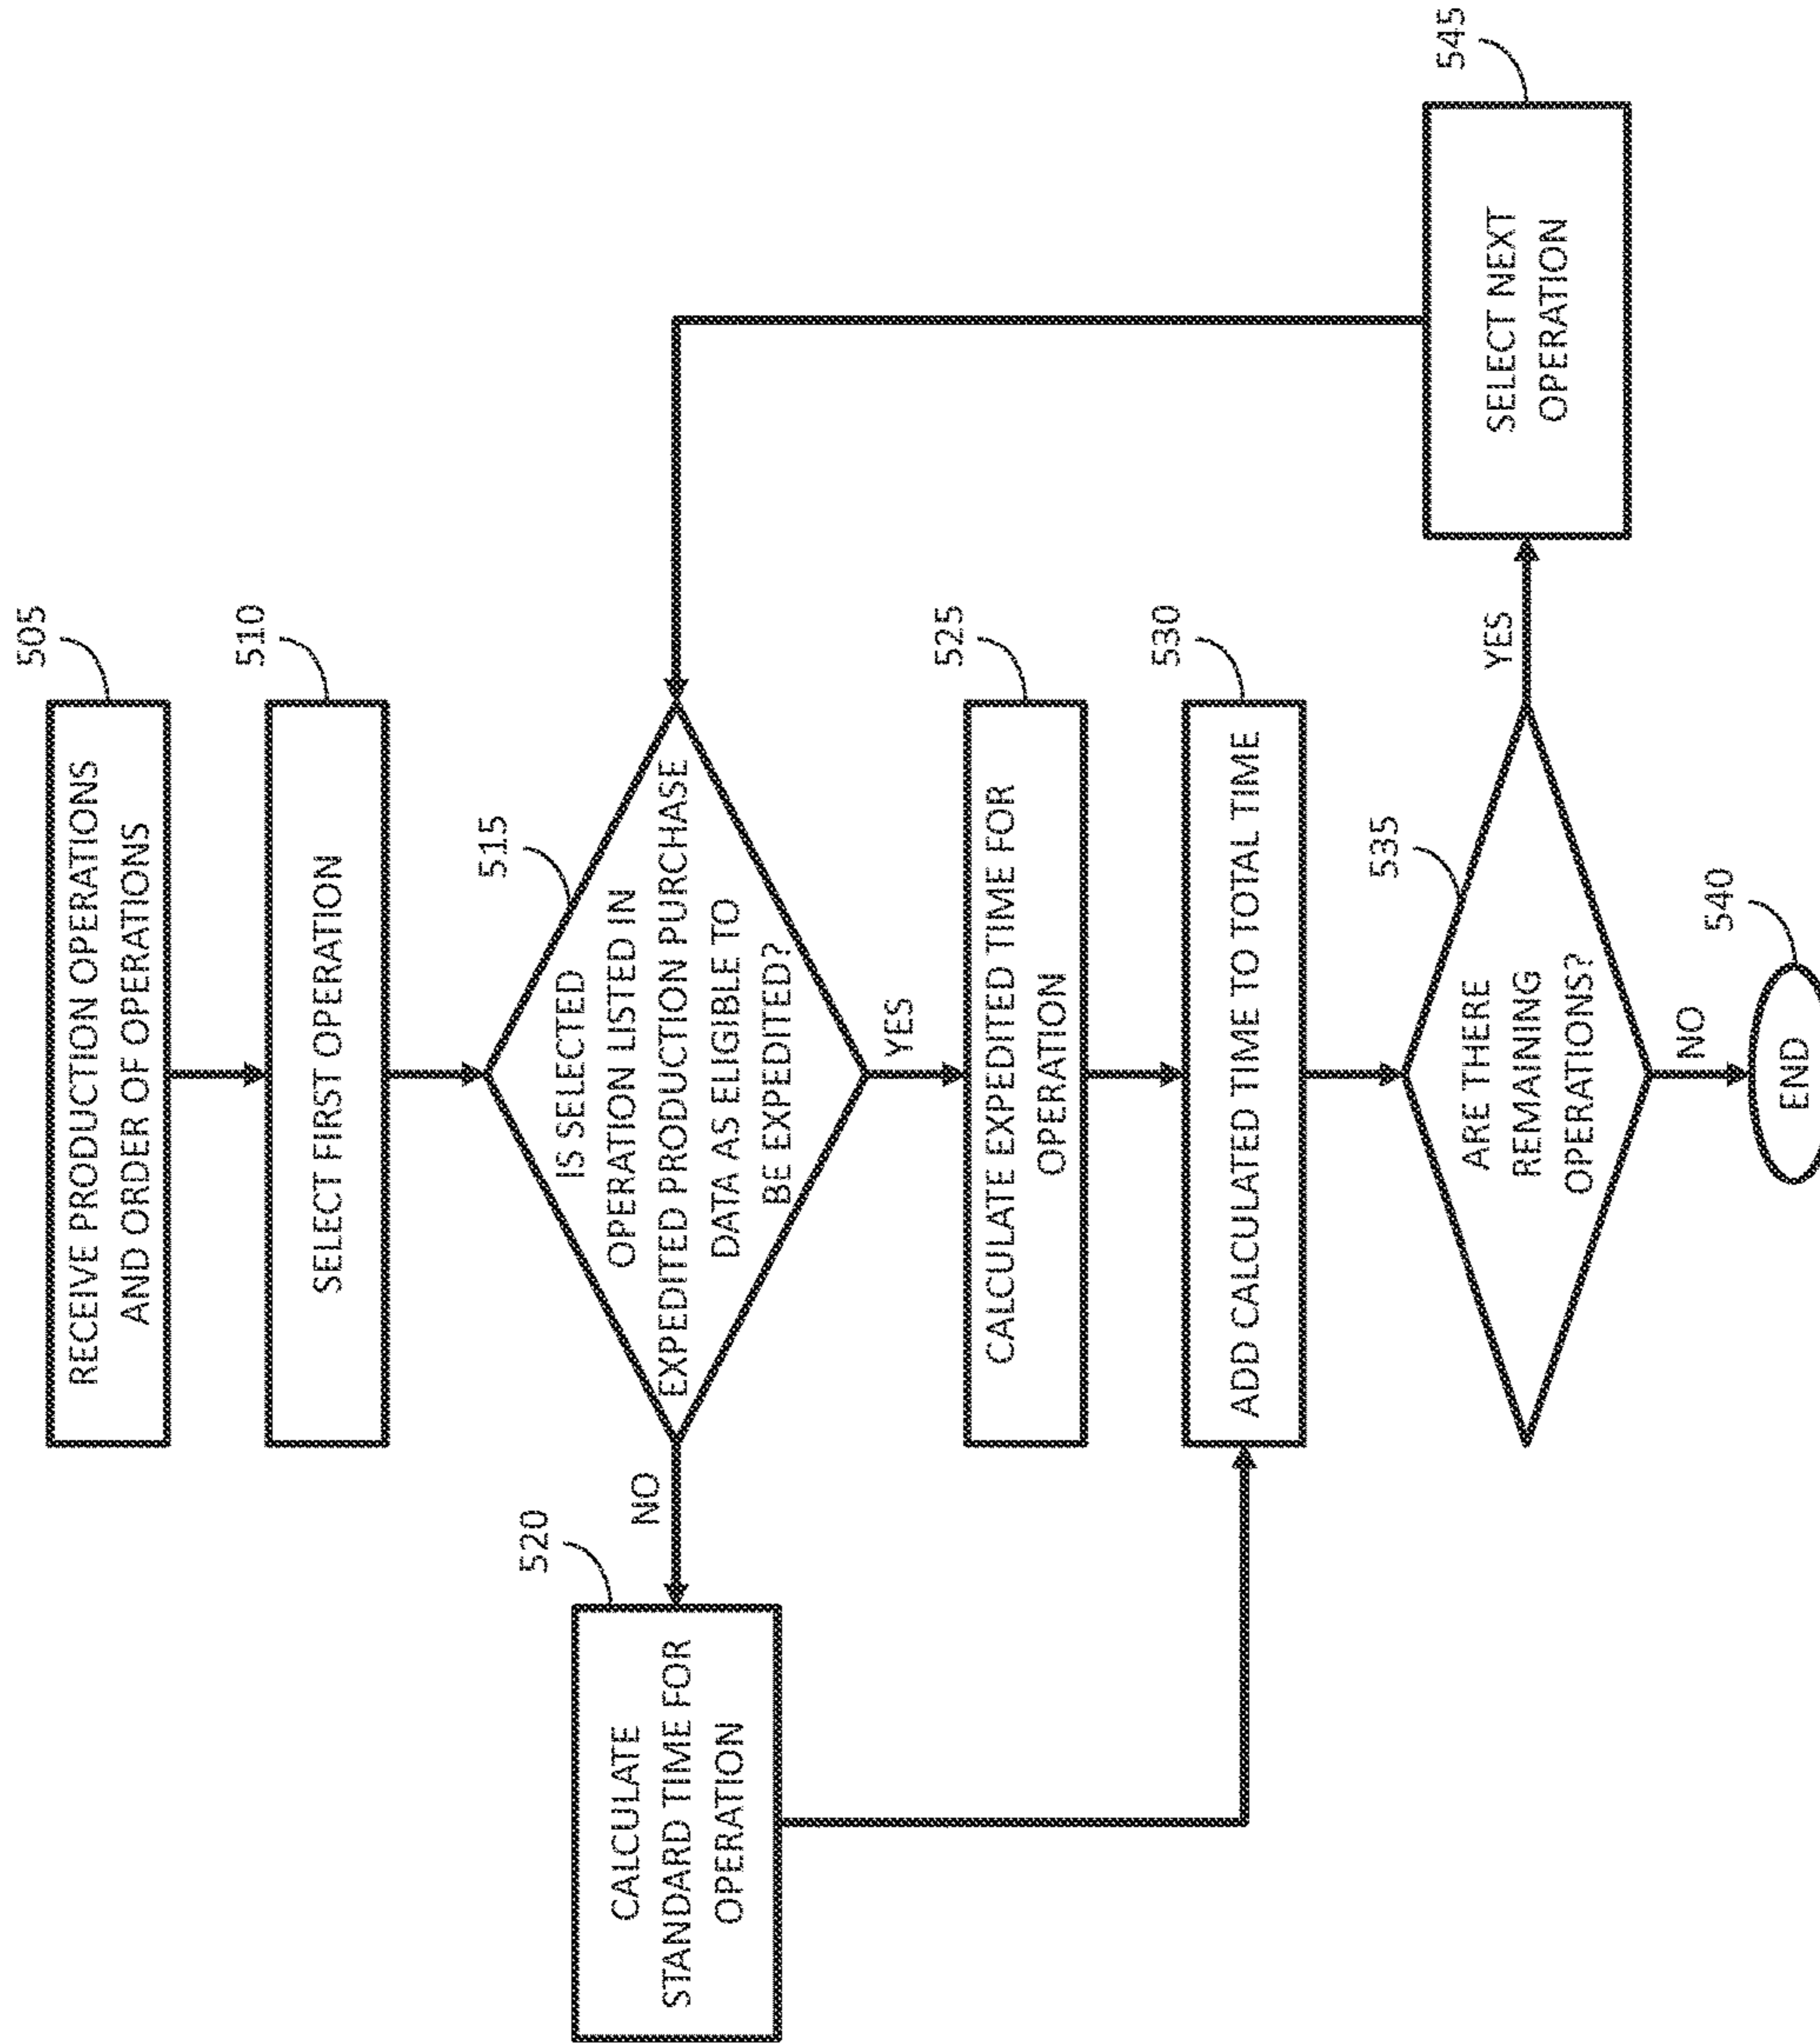 505
RECEIVE PRODUCTION OPERATIONS
AND ORDER OF OPERATIONS
510
SELECT FIRST OPERATION
515
IS SELECTED
OPERATION LISTED IN
EXPEDITED PRODUCTION PURCHASE
DATA AS ELIGIBLE TO
BE EXPEDITED?
NO
520
CALCULATE
STANDARD TIME FOR
OPERATION
YES
525
CALCULATE EXPEDITED TIME FOR
OPERATION
530
ADD CALCULATED TIME TO TOTAL TIME
535
ARE THERE
REMAINING
OPERATIONS?
YES
545
SELECT NEXT
OPERATION
NO
540
END